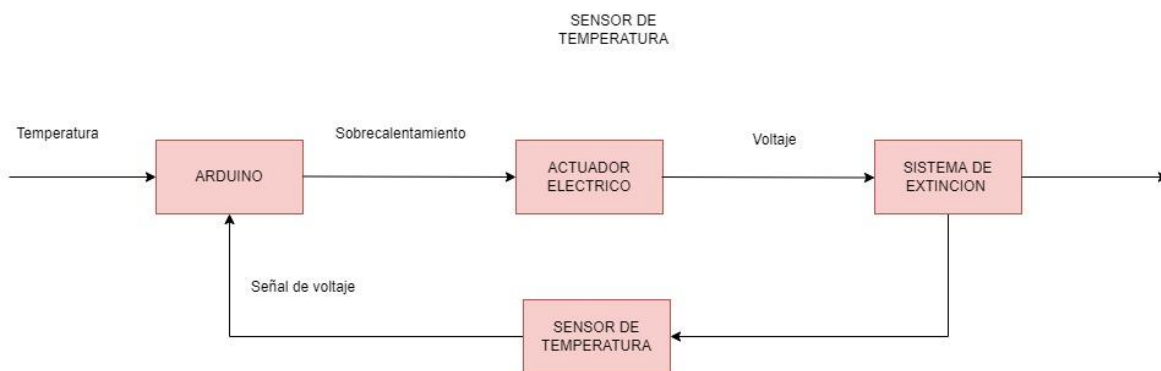 SENSOR DE
TEMPERATURA
Temperatura
Sobrecalentamiento
Voltaje
ARDUINO
ACTUADOR
ELECTRICO
SISTEMA DE
EXTINCION
Señal de voltaje
SENSOR DE
TEMPERATURA